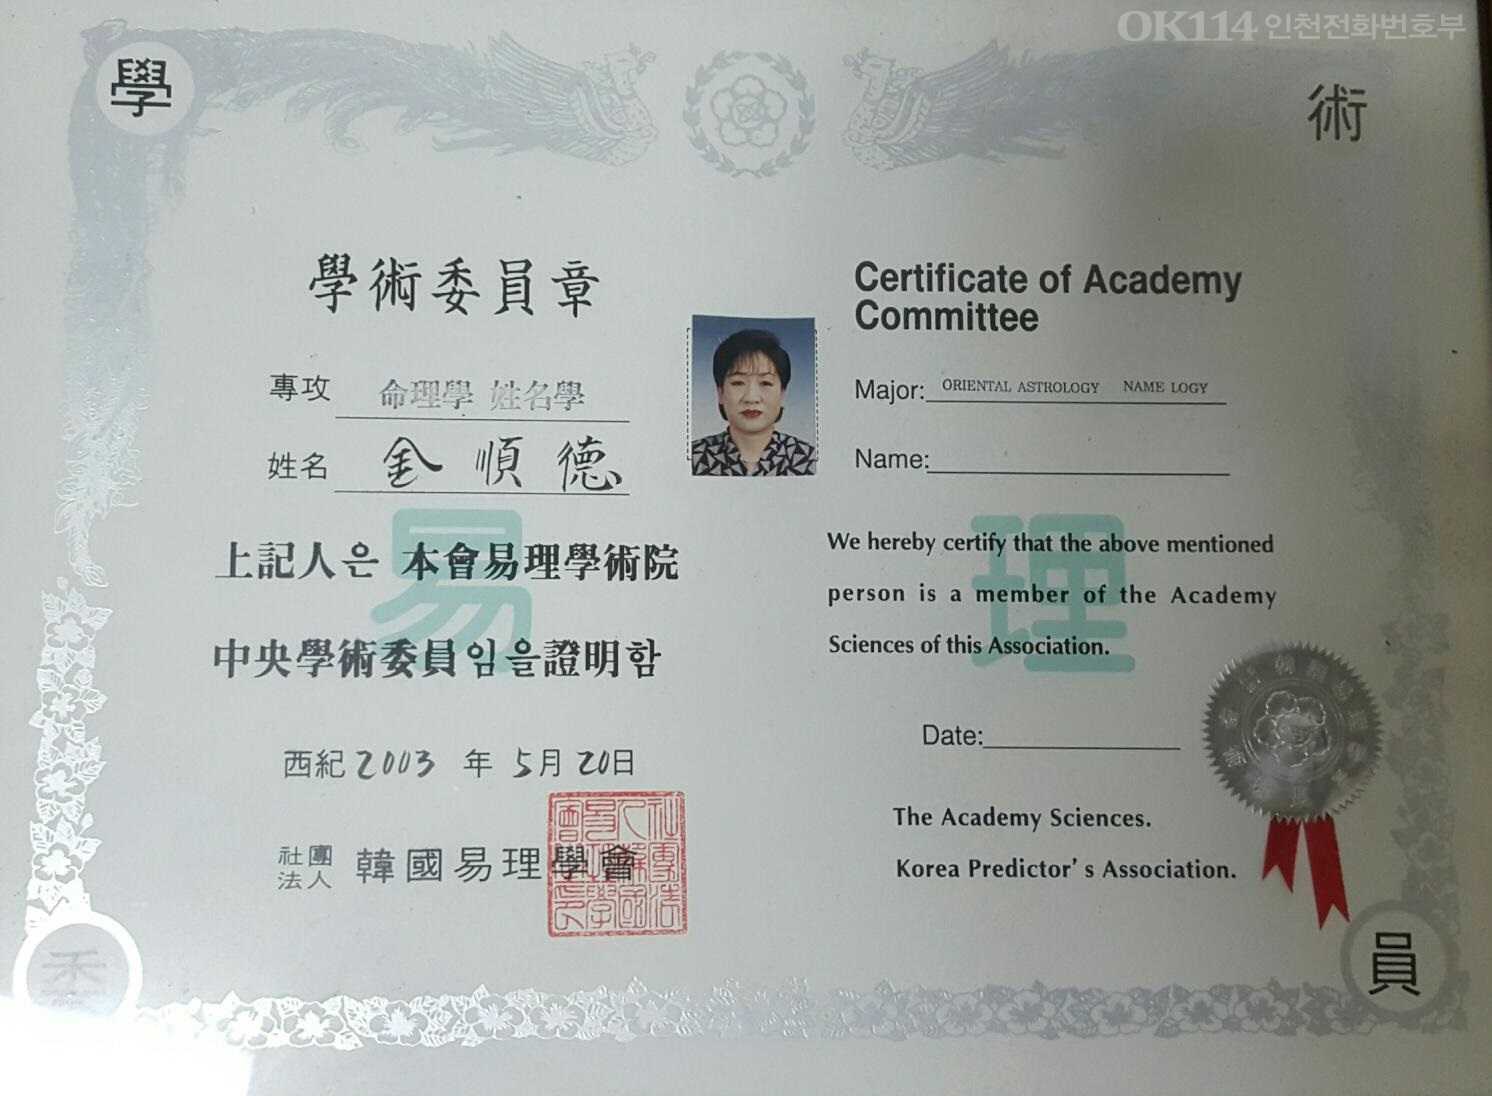 OK114 인천전화번호부
學
術
學術委員章
專攻 命理學 姓名學
姓名 金順德
上記人은 本會易理學術院
中央學術委員임을證明함
西紀 2003 年 5月 20日
社團
法人 韓國易理學會
易
理
Certificate of Academy
Committee
Major: ORIENTAL ASTROLOGY NAME LOGY
Name:
We hereby certify that the above mentioned
person is a member of the Academy
Sciences of this Association.
Date:
The Academy Sciences.
Korea Predictor's Association.
委
員